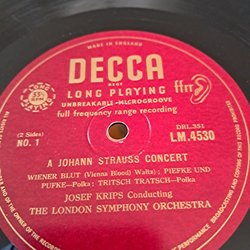 MADE IN ENGLAND
33⅓
DECCA
ffrr
LONG PLAYING
UNBREAKABLE · MICROGROOVE
full frequency range recording
DRL.351
(2 Sides)
LM.4530
NO. 1
A JOHANN STRAUSS CONCERT
WIENER BLUT (Vienna Blood) Waltz); PIEFKE UND
PUFKE—Polka; TRITSCH TRATSCH—Polka
JOSEF KRIPS Conducting
THE LONDON SYMPHONY ORCHESTRA